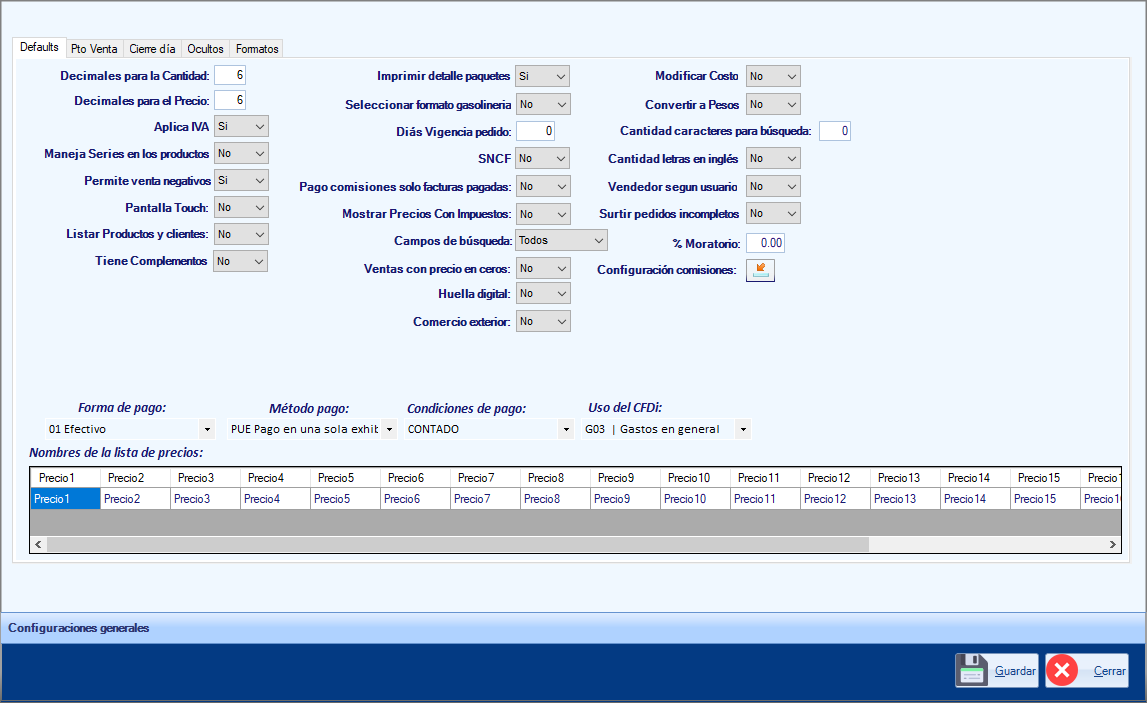 Defaults Pto Venta Cierre día Ocultos Formatos
Decimales para la Cantidad: 6
Decimales para el Precio: 6
Aplica IVA Si
Maneja Series en los productos No
Permite venta negativos Si
Pantalla Touch: No
Listar Productos y clientes: No
Tiene Complementos No
Imprimir detalle paquetes Si
Seleccionar formato gasolineria No
Diás Vigencia pedido: 0
SNCF No
Pago comisiones solo facturas pagadas: No
Mostrar Precios Con Impuestos: No
Campos de búsqueda: Todos
Ventas con precio en ceros: No
Huella digital: No
Comercio exterior: No
Modificar Costo No
Convertir a Pesos No
Cantidad caracteres para búsqueda: 0
Cantidad letras en inglés No
Vendedor segun usuario No
Surtir pedidos incompletos No
% Moratorio: 0.00
Configuración comisiones:
Forma de pago: Método pago: Condiciones de pago: Uso del CFDi:
01 Efectivo PUE Pago en una sola exhib CONTADO G03 | Gastos en general
Nombres de la lista de precios:
Precio1 Precio2 Precio3 Precio4 Precio5 Precio6 Precio7 Precio8 Precio9 Precio10 Precio11 Precio12 Precio13 Precio14 Precio15 Precio1
Precio1 Precio2 Precio3 Precio4 Precio5 Precio6 Precio7 Precio8 Precio9 Precio10 Precio11 Precio12 Precio13 Precio14 Precio15 Precio1
Configuraciones generales
Guardar Cerrar